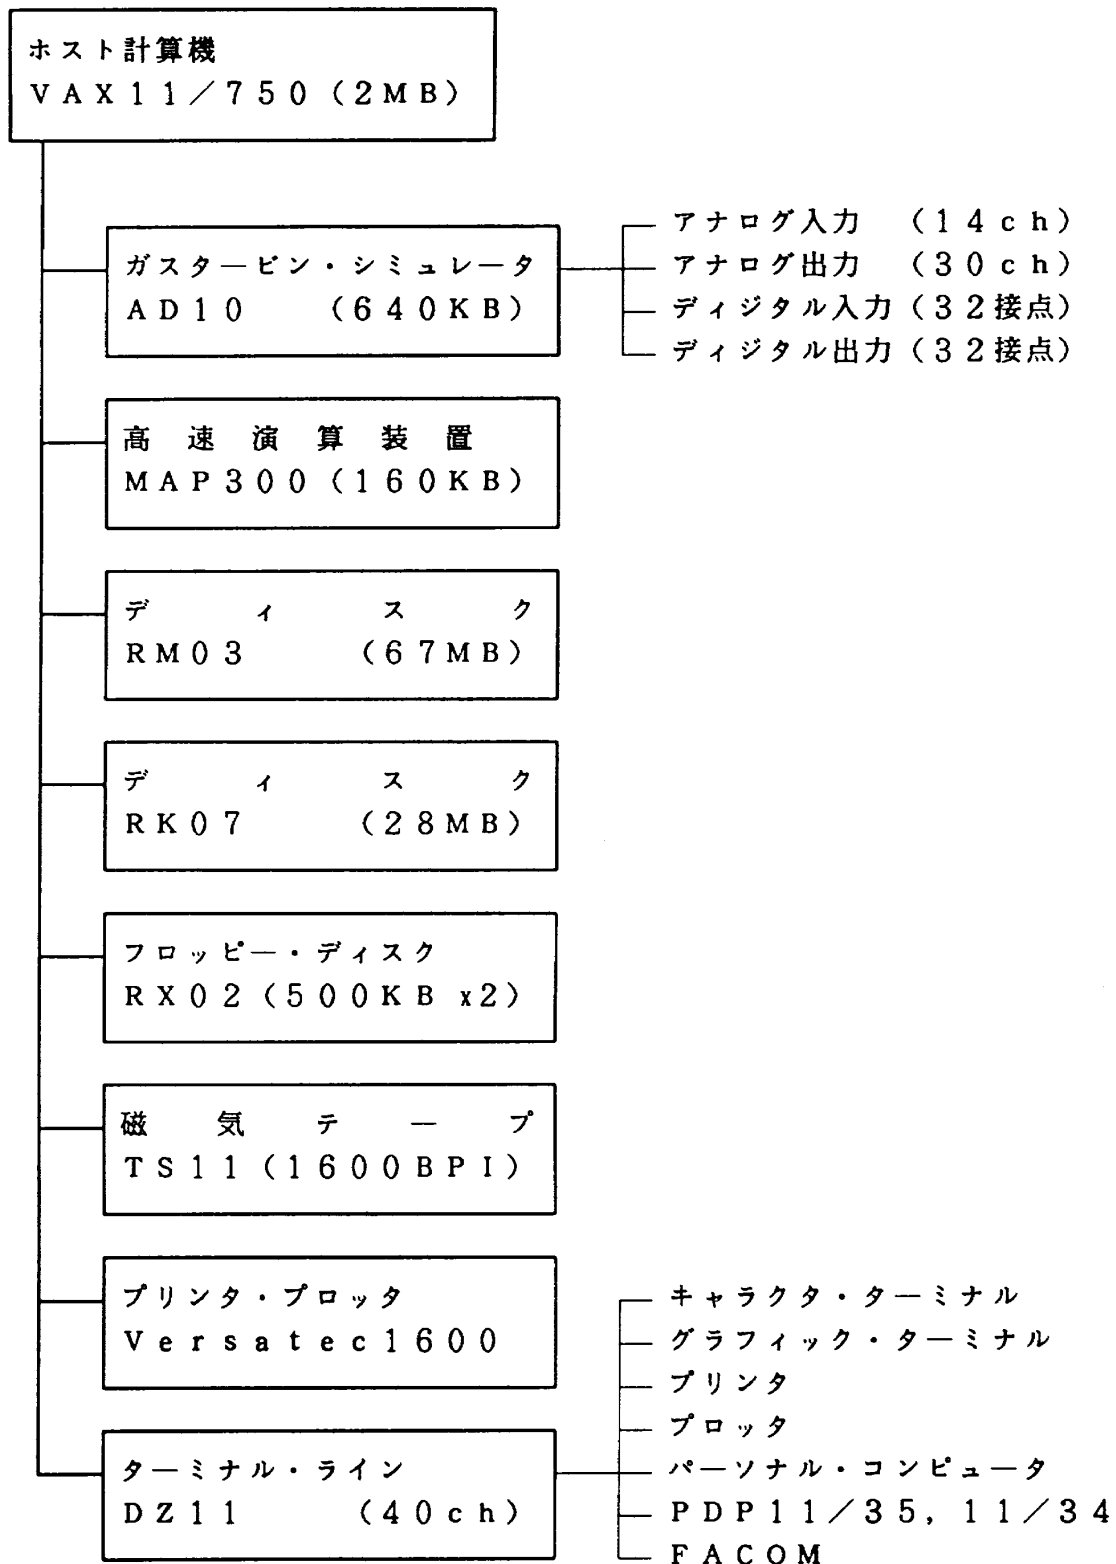 ホスト計算機
VAX11/750(2MB)
ガスタービン・シミュレータ
AD10 (640KB)
アナログ入力 (14ch)
アナログ出力 (30ch)
ディジタル入力(32接点)
ディジタル出力(32接点)
高速演算装置
MAP300(160KB)
ディスク
RM03 (67MB)
ディスク
RK07 (28MB)
フロッピー・ディスク
RX02(500KB x2)
磁気テープ
TS11(1600BPI)
プリンタ・プロッタ
Versatec1600
ターミナル・ライン
DZ11 (40ch)
キャラクタ・ターミナル
グラフィック・ターミナル
プリンタ
プロッタ
パーソナル・コンピュータ
PDP11/35, 11/34
FACOM